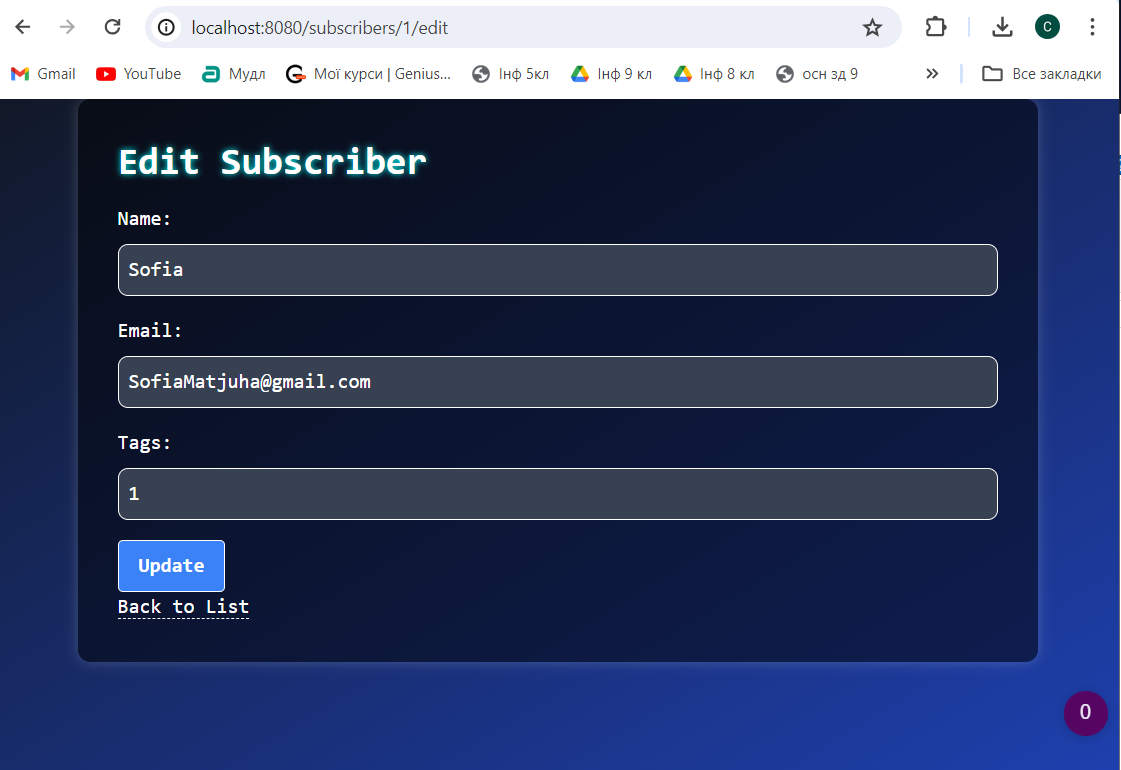 localhost:8080/subscribers/1/edit
C
Gmail YouTube Мудл Мої курси | Genius... Інф 5кл Інф 9 кл Інф 8 кл осн зд 9 » Все закладки
Edit Subscriber
Name:
Sofia
Email:
SofiaMatjuha@gmail.com
Tags:
1
Update
Back to List
0